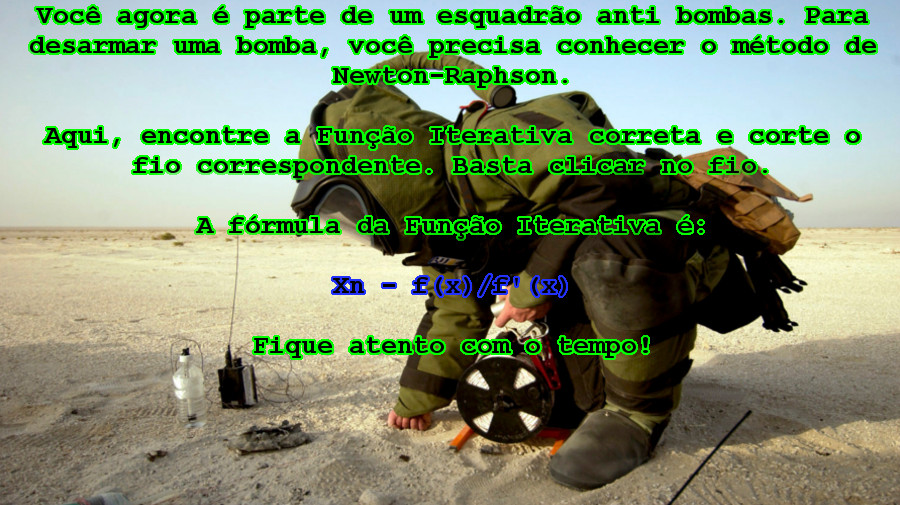 Você agora é parte de um esquadrão anti bombas. Para
desarmar uma bomba, você precisa conhecer o método de
Newton-Raphson.
Aqui, encontre a Função Iterativa correta e corte o
fio correspondente. Basta clicar no fio.
A fórmula da Função Iterativa é:
Xn - f(x)/f'(x)
Fique atento com o tempo!